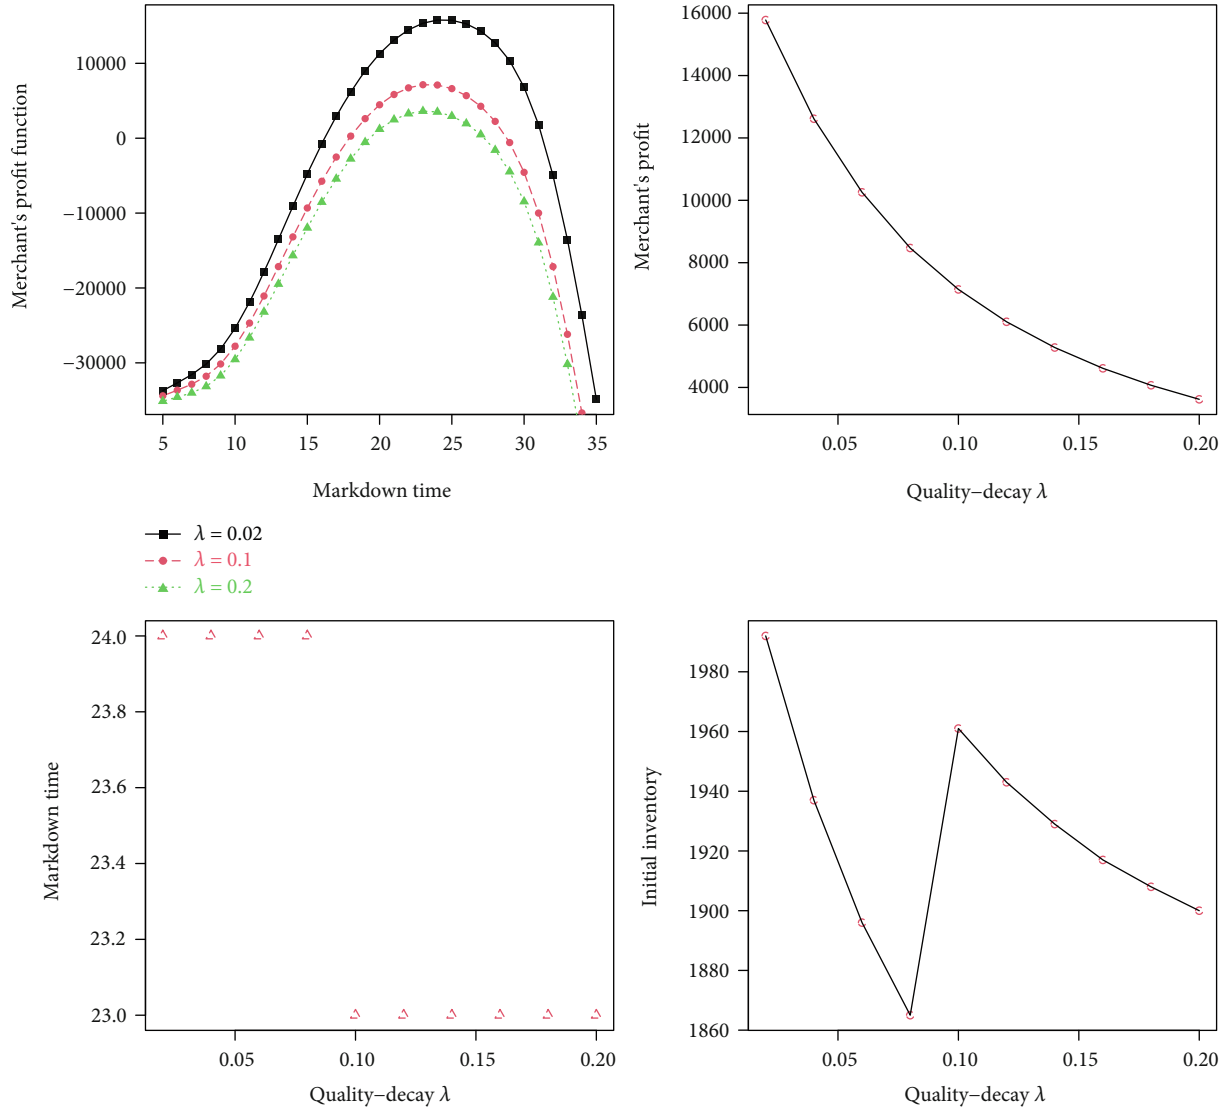 Merchant's profit function
10000
0
−10000
−20000
−30000
5 10 15 20 25 30 35
Markdown time
λ = 0.02
λ = 0.1
λ = 0.2
Merchant's profit
16000
14000
12000
10000
8000
6000
4000
0.05 0.10 0.15 0.20
Quality−decay λ
Markdown time
24.0
23.8
23.6
23.4
23.2
23.0
0.05 0.10 0.15 0.20
Quality−decay λ
Initial inventory
1980
1960
1940
1920
1900
1880
1860
0.05 0.10 0.15 0.20
Quality−decay λ